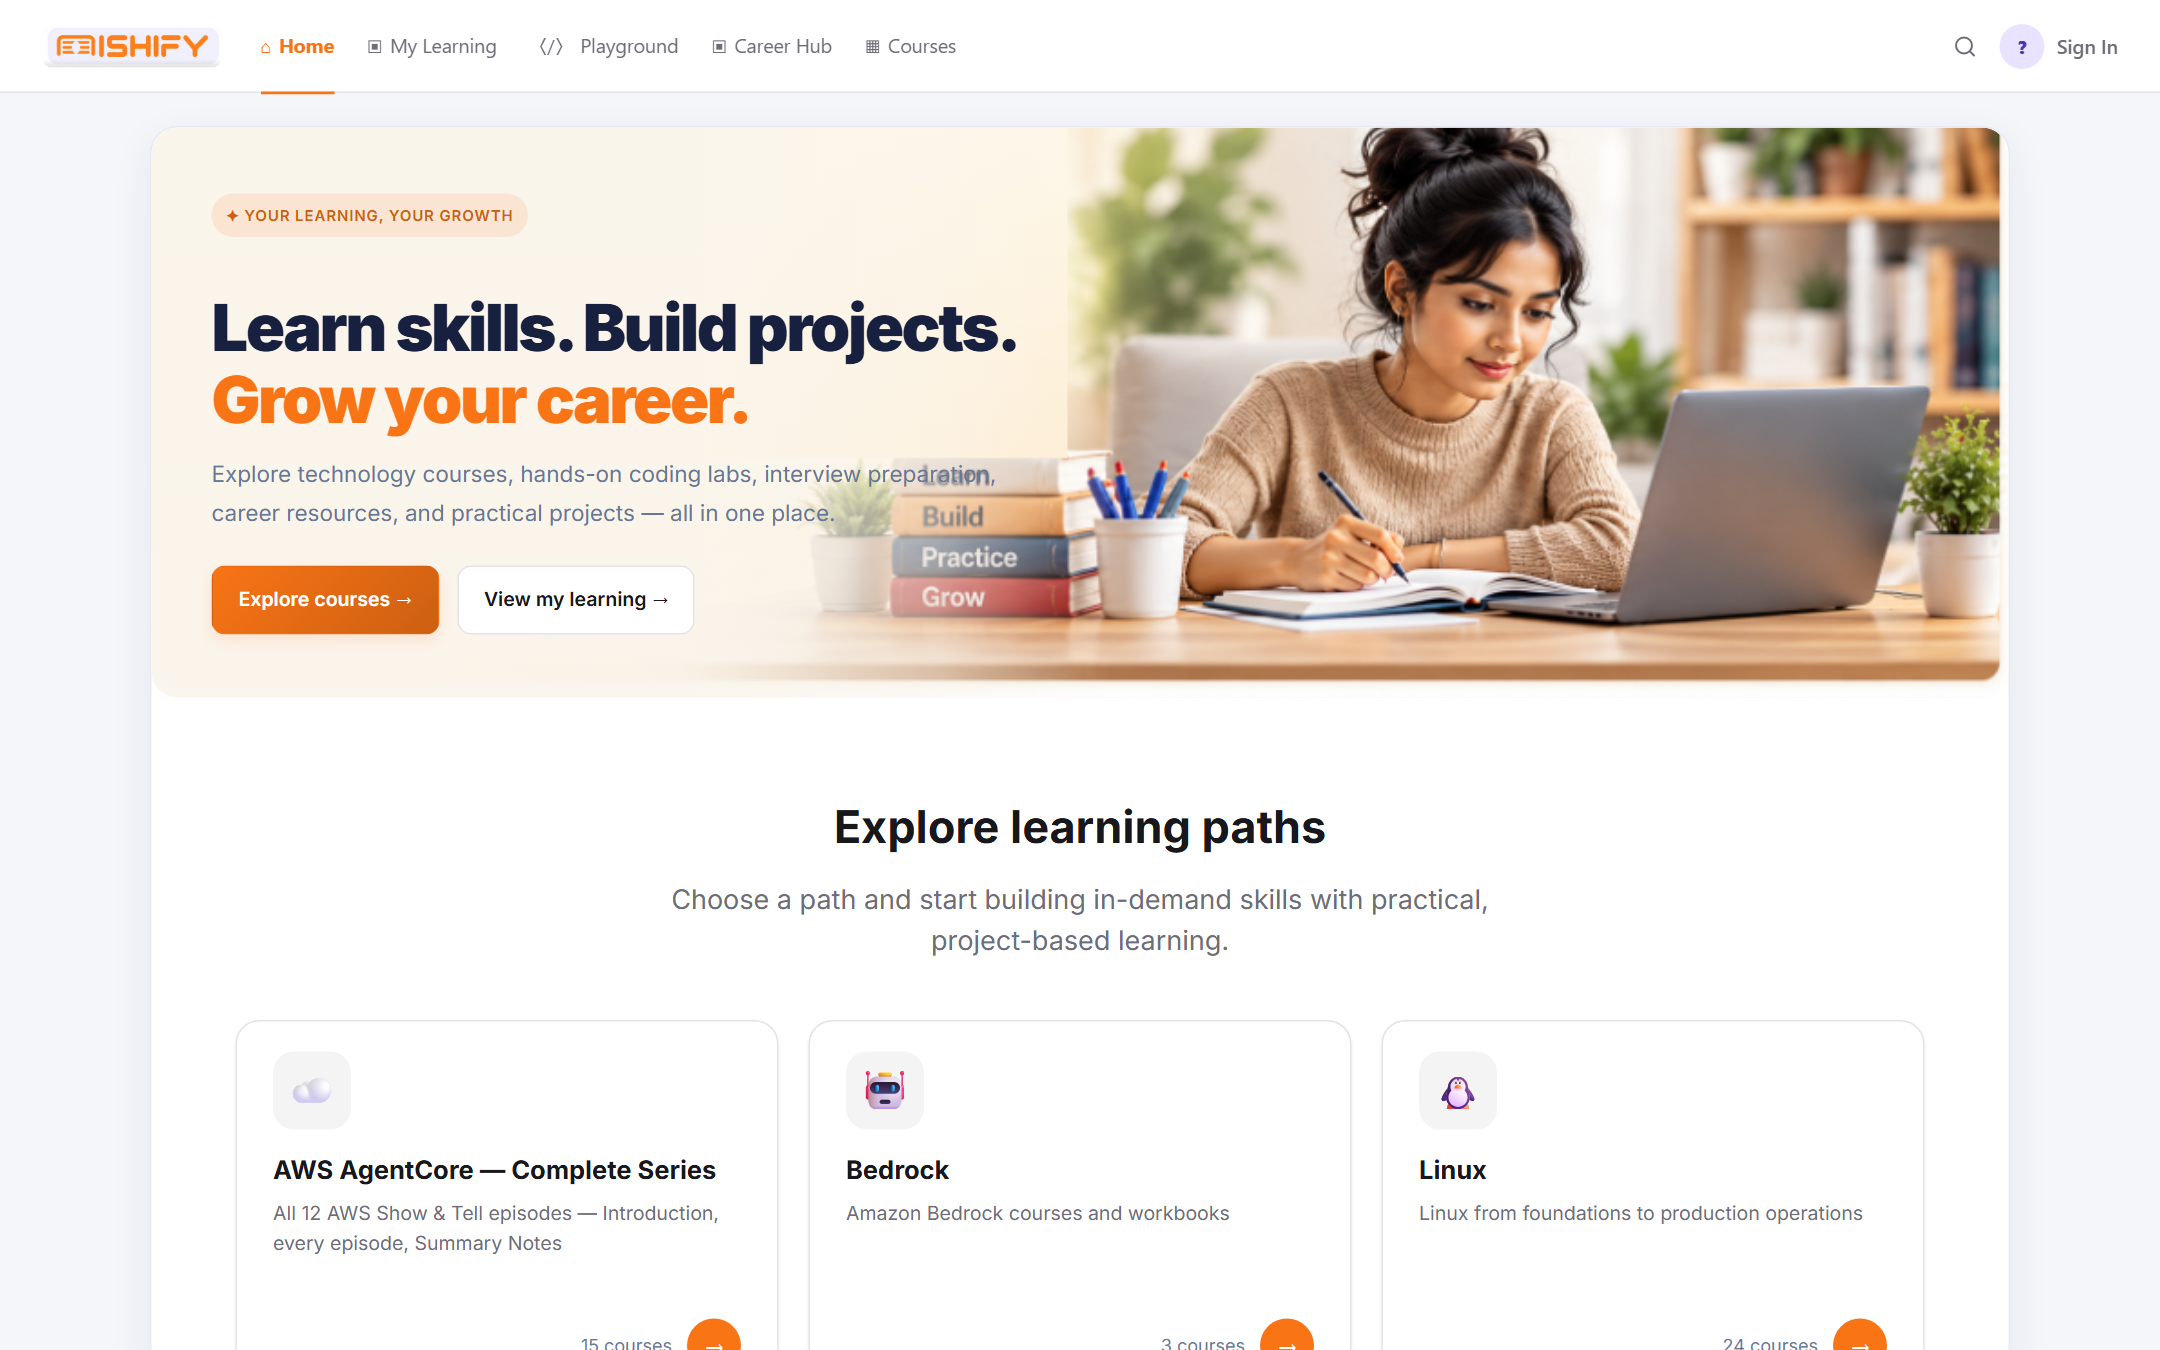 MISHIFY
Home
My Learning
</> Playground
Career Hub
Courses
?
Sign In
✦ YOUR LEARNING, YOUR GROWTH
Learn skills. Build projects.
Grow your career.
Explore technology courses, hands-on coding labs, interview preparation,
career resources, and practical projects — all in one place.
Explore courses →
View my learning →
Learn
Build
Practice
Grow
Explore learning paths
Choose a path and start building in-demand skills with practical,
project-based learning.
AWS AgentCore — Complete Series
All 12 AWS Show & Tell episodes — Introduction,
every episode, Summary Notes
15 courses →
Bedrock
Amazon Bedrock courses and workbooks
3 courses →
Linux
Linux from foundations to production operations
24 courses →